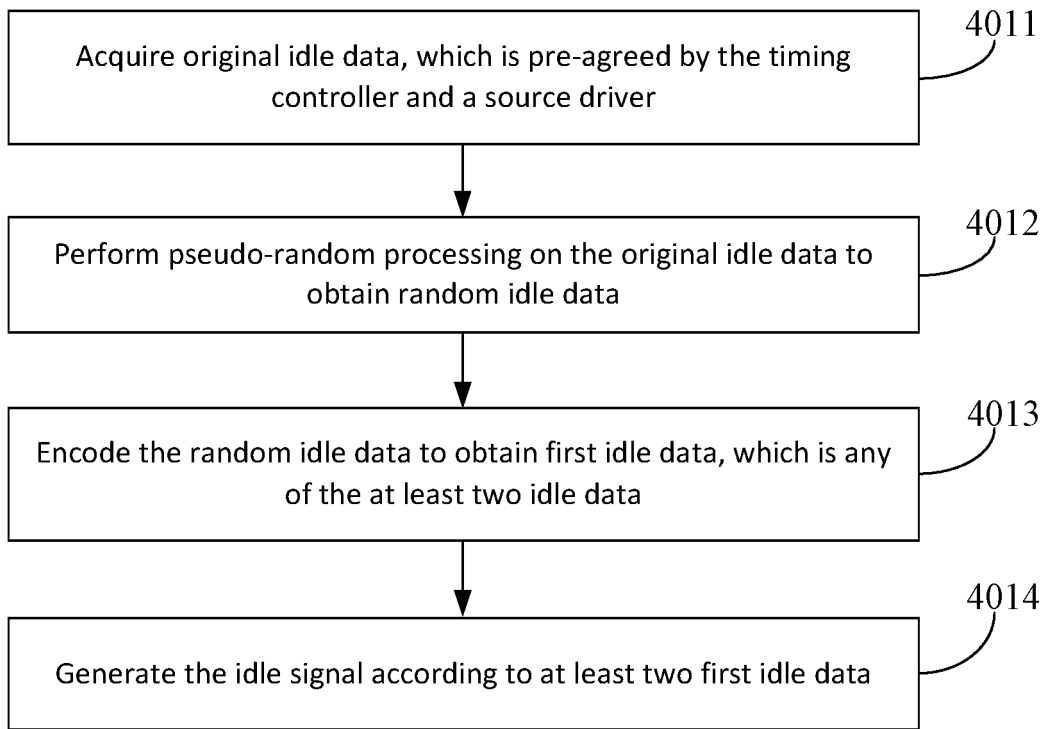 4011
Acquire original idle data, which is pre-agreed by the timing
controller and a source driver
4012
Perform pseudo-random processing on the original idle data to
obtain random idle data
4013
Encode the random idle data to obtain first idle data, which is any
of the at least two idle data
4014
Generate the idle signal according to at least two first idle data